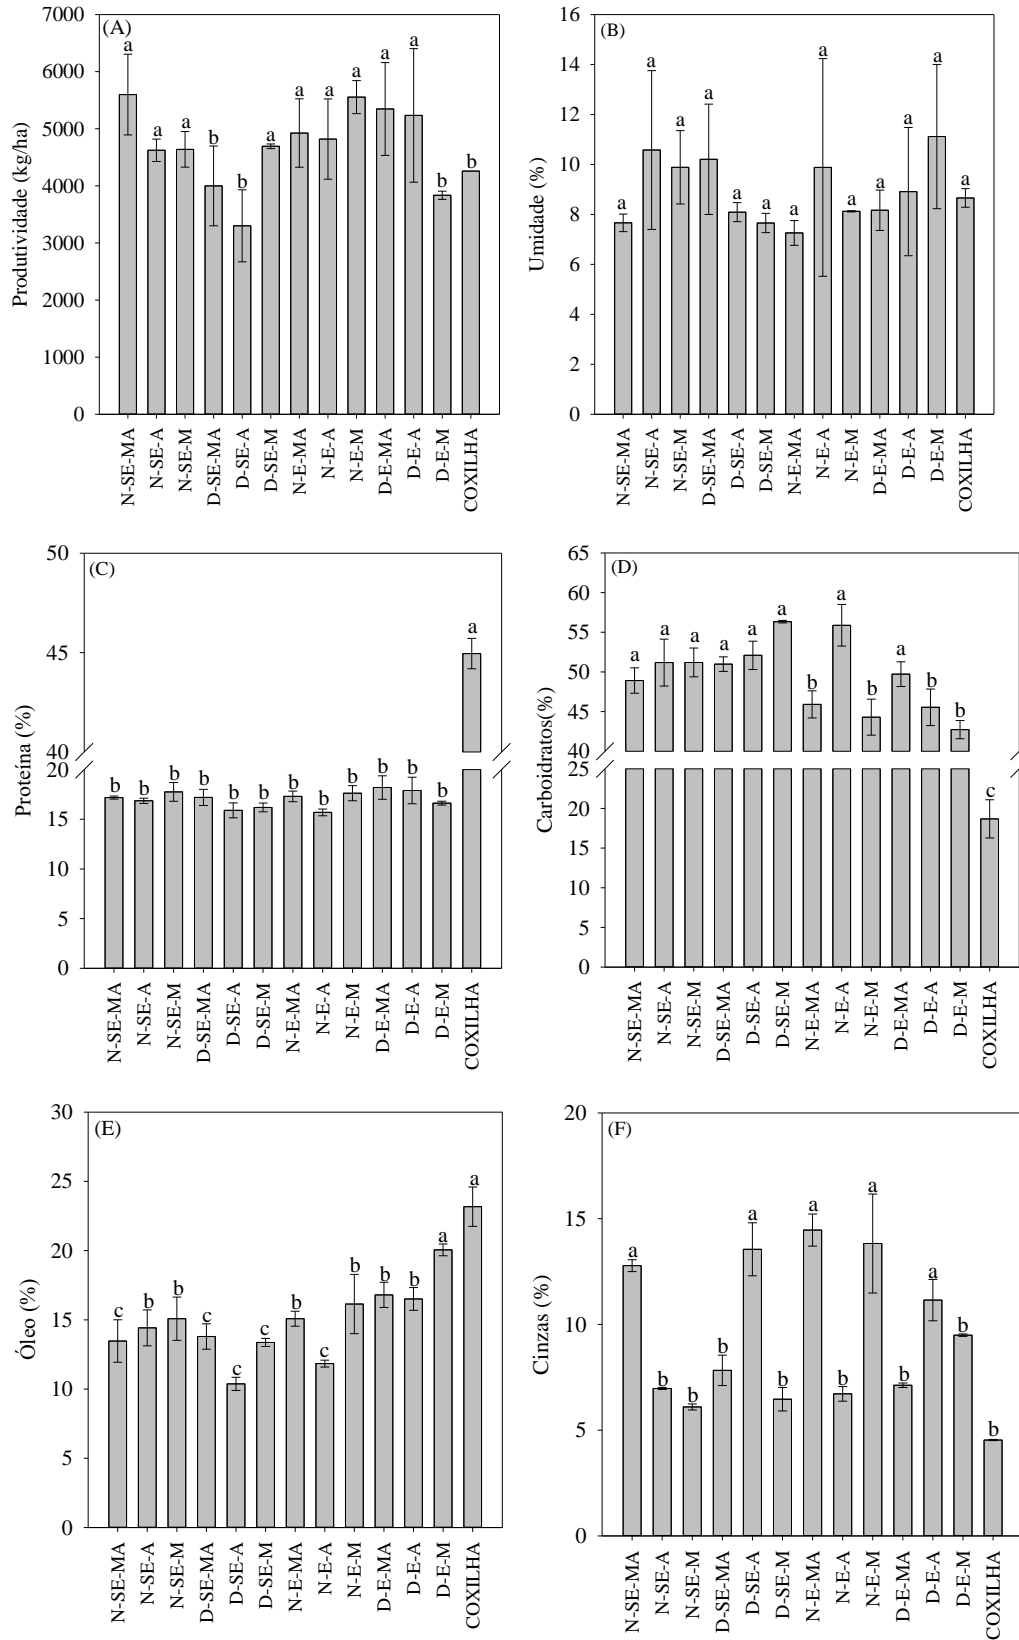 (A)
Produtividade (kg/ha)
7000
6000
5000
4000
3000
2000
1000
0
a a a b b a a a a a a b b
N-SE-MA
N-SE-A
N-SE-M
D-SE-MA
D-SE-A
D-SE-M
N-E-MA
N-E-A
N-E-M
D-E-MA
D-E-A
D-E-M
COXILHA
(B)
Umidade (%)
16
14
12
10
8
6
4
2
0
a a a a a a a a a a a a a
N-SE-MA
N-SE-A
N-SE-M
D-SE-MA
D-SE-A
D-SE-M
N-E-MA
N-E-A
N-E-M
D-E-MA
D-E-A
D-E-M
COXILHA
(C)
Proteína (%)
50
45
40
20
15
10
5
0
b b b b b b b b b b b b a
N-SE-MA
N-SE-A
N-SE-M
D-SE-MA
D-SE-A
D-SE-M
N-E-MA
N-E-A
N-E-M
D-E-MA
D-E-A
D-E-M
COXILHA
(D)
Carboidratos(%)
65
60
55
50
45
40
25
20
15
10
5
0
a a a a a a b a b a b b c
N-SE-MA
N-SE-A
N-SE-M
D-SE-MA
D-SE-A
D-SE-M
N-E-MA
N-E-A
N-E-M
D-E-MA
D-E-A
D-E-M
COXILHA
(E)
Óleo (%)
30
25
20
15
10
5
0
c b b c c c b c b b b a a
N-SE-MA
N-SE-A
N-SE-M
D-SE-MA
D-SE-A
D-SE-M
N-E-MA
N-E-A
N-E-M
D-E-MA
D-E-A
D-E-M
COXILHA
(F)
Cinzas (%)
20
15
10
5
0
a b b b a b a b a b a b b
N-SE-MA
N-SE-A
N-SE-M
D-SE-MA
D-SE-A
D-SE-M
N-E-MA
N-E-A
N-E-M
D-E-MA
D-E-A
D-E-M
COXILHA